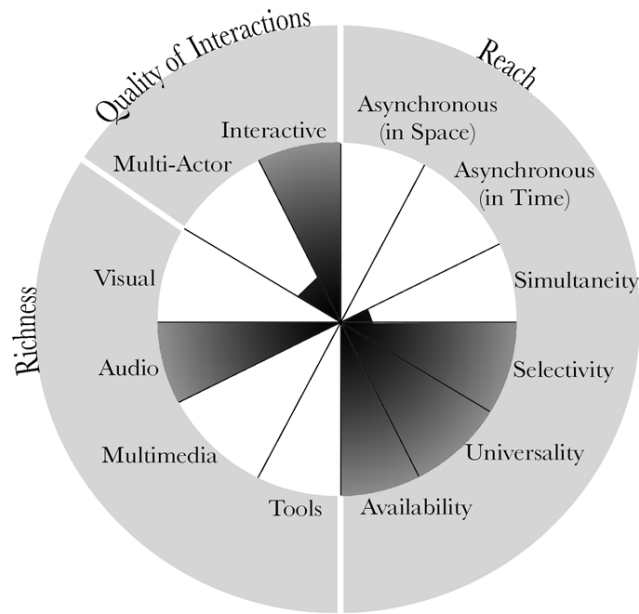 Quality of Interactions
Reach
Interactive
Asynchronous
(in Space)
Multi-Actor
Asynchronous
(in Time)
Visual
Simultaneity
Richness
Audio
Selectivity
Multimedia
Universality
Tools
Availability